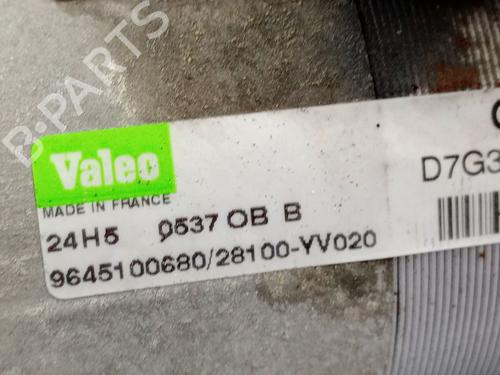 B-PARTS
Valeo
MADE IN FRANCE
D7G3
24H5 0537 OB B
9645100680/28100-YV020